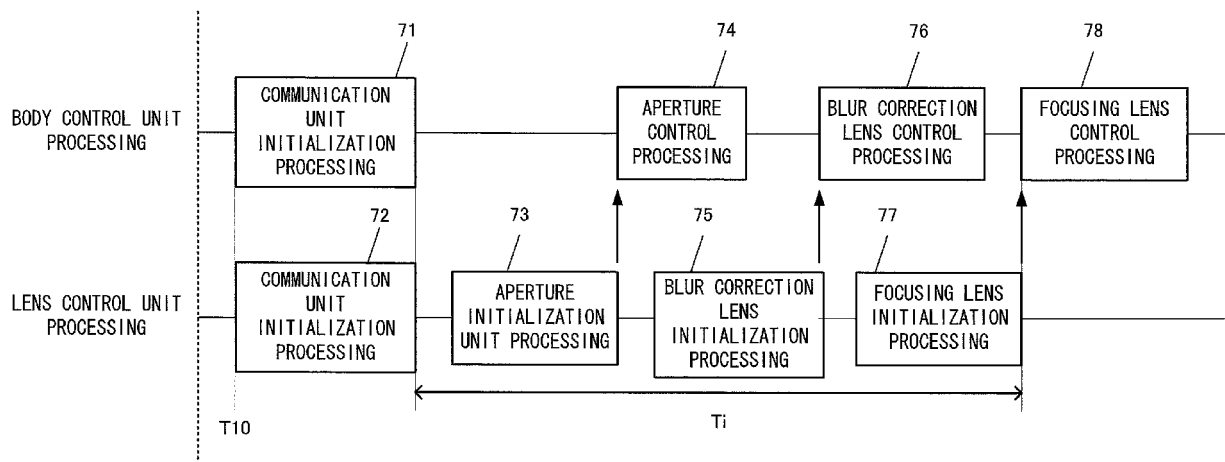 71
74
76
78
BODY CONTROL UNIT
PROCESSING
COMMUNICATION
UNIT
INITIALIZATION
PROCESSING
APERTURE
CONTROL
PROCESSING
BLUR CORRECTION
LENS CONTROL
PROCESSING
FOCUSING LENS
CONTROL
PROCESSING
72
73
75
77
LENS CONTROL UNIT
PROCESSING
COMMUNICATION
UNIT
INITIALIZATION
PROCESSING
APERTURE
INITIALIZATION
UNIT PROCESSING
BLUR CORRECTION
LENS
INITIALIZATION
PROCESSING
FOCUSING LENS
INITIALIZATION
PROCESSING
T10
Ti